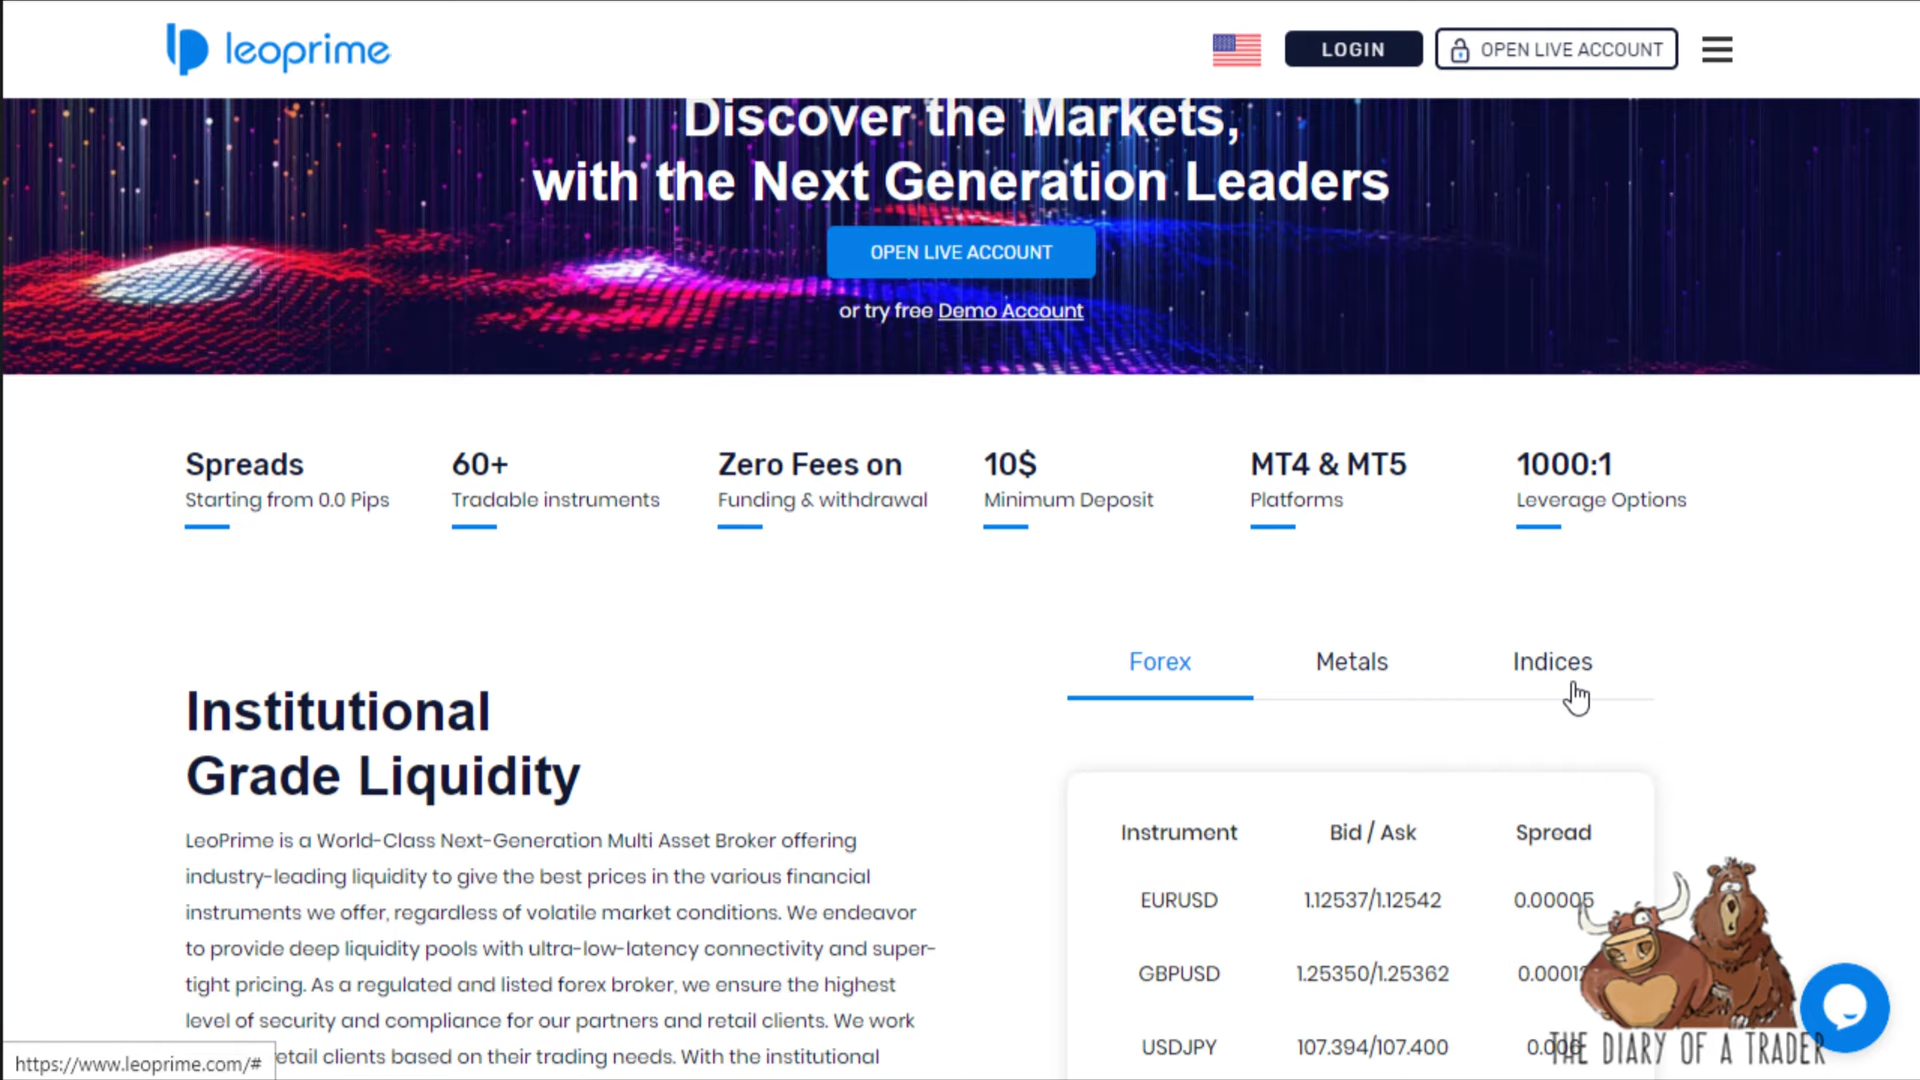 leoprime
LOGIN
OPEN LIVE ACCOUNT
Discover the Markets,
with the Next Generation Leaders
OPEN LIVE ACCOUNT
or try free Demo Account
Spreads
Starting from 0.0 Pips
60+
Tradable instruments
Zero Fees on
Funding & withdrawal
10$
Minimum Deposit
MT4 & MT5
Platforms
1000:1
Leverage Options
Institutional
Grade Liquidity
LeoPrime is a World-Class Next-Generation Multi Asset Broker offering
industry-leading liquidity to give the best prices in the various financial
instruments we offer, regardless of volatile market conditions. We endeavor
to provide deep liquidity pools with ultra-low-latency connectivity and super-
tight pricing. As a regulated and listed forex broker, we ensure the highest
level of security and compliance for our partners and retail clients. We work
clients based on their trading needs. With the institutional
Forex Metals Indices
Instrument Bid / Ask Spread
EURUSD 1.12537/1.12542 0.00005
GBPUSD 1.25350/1.25362
USDJPY 107.394/107.400
THE DIARY OF A TRADER
https://www.leoprime.com/#